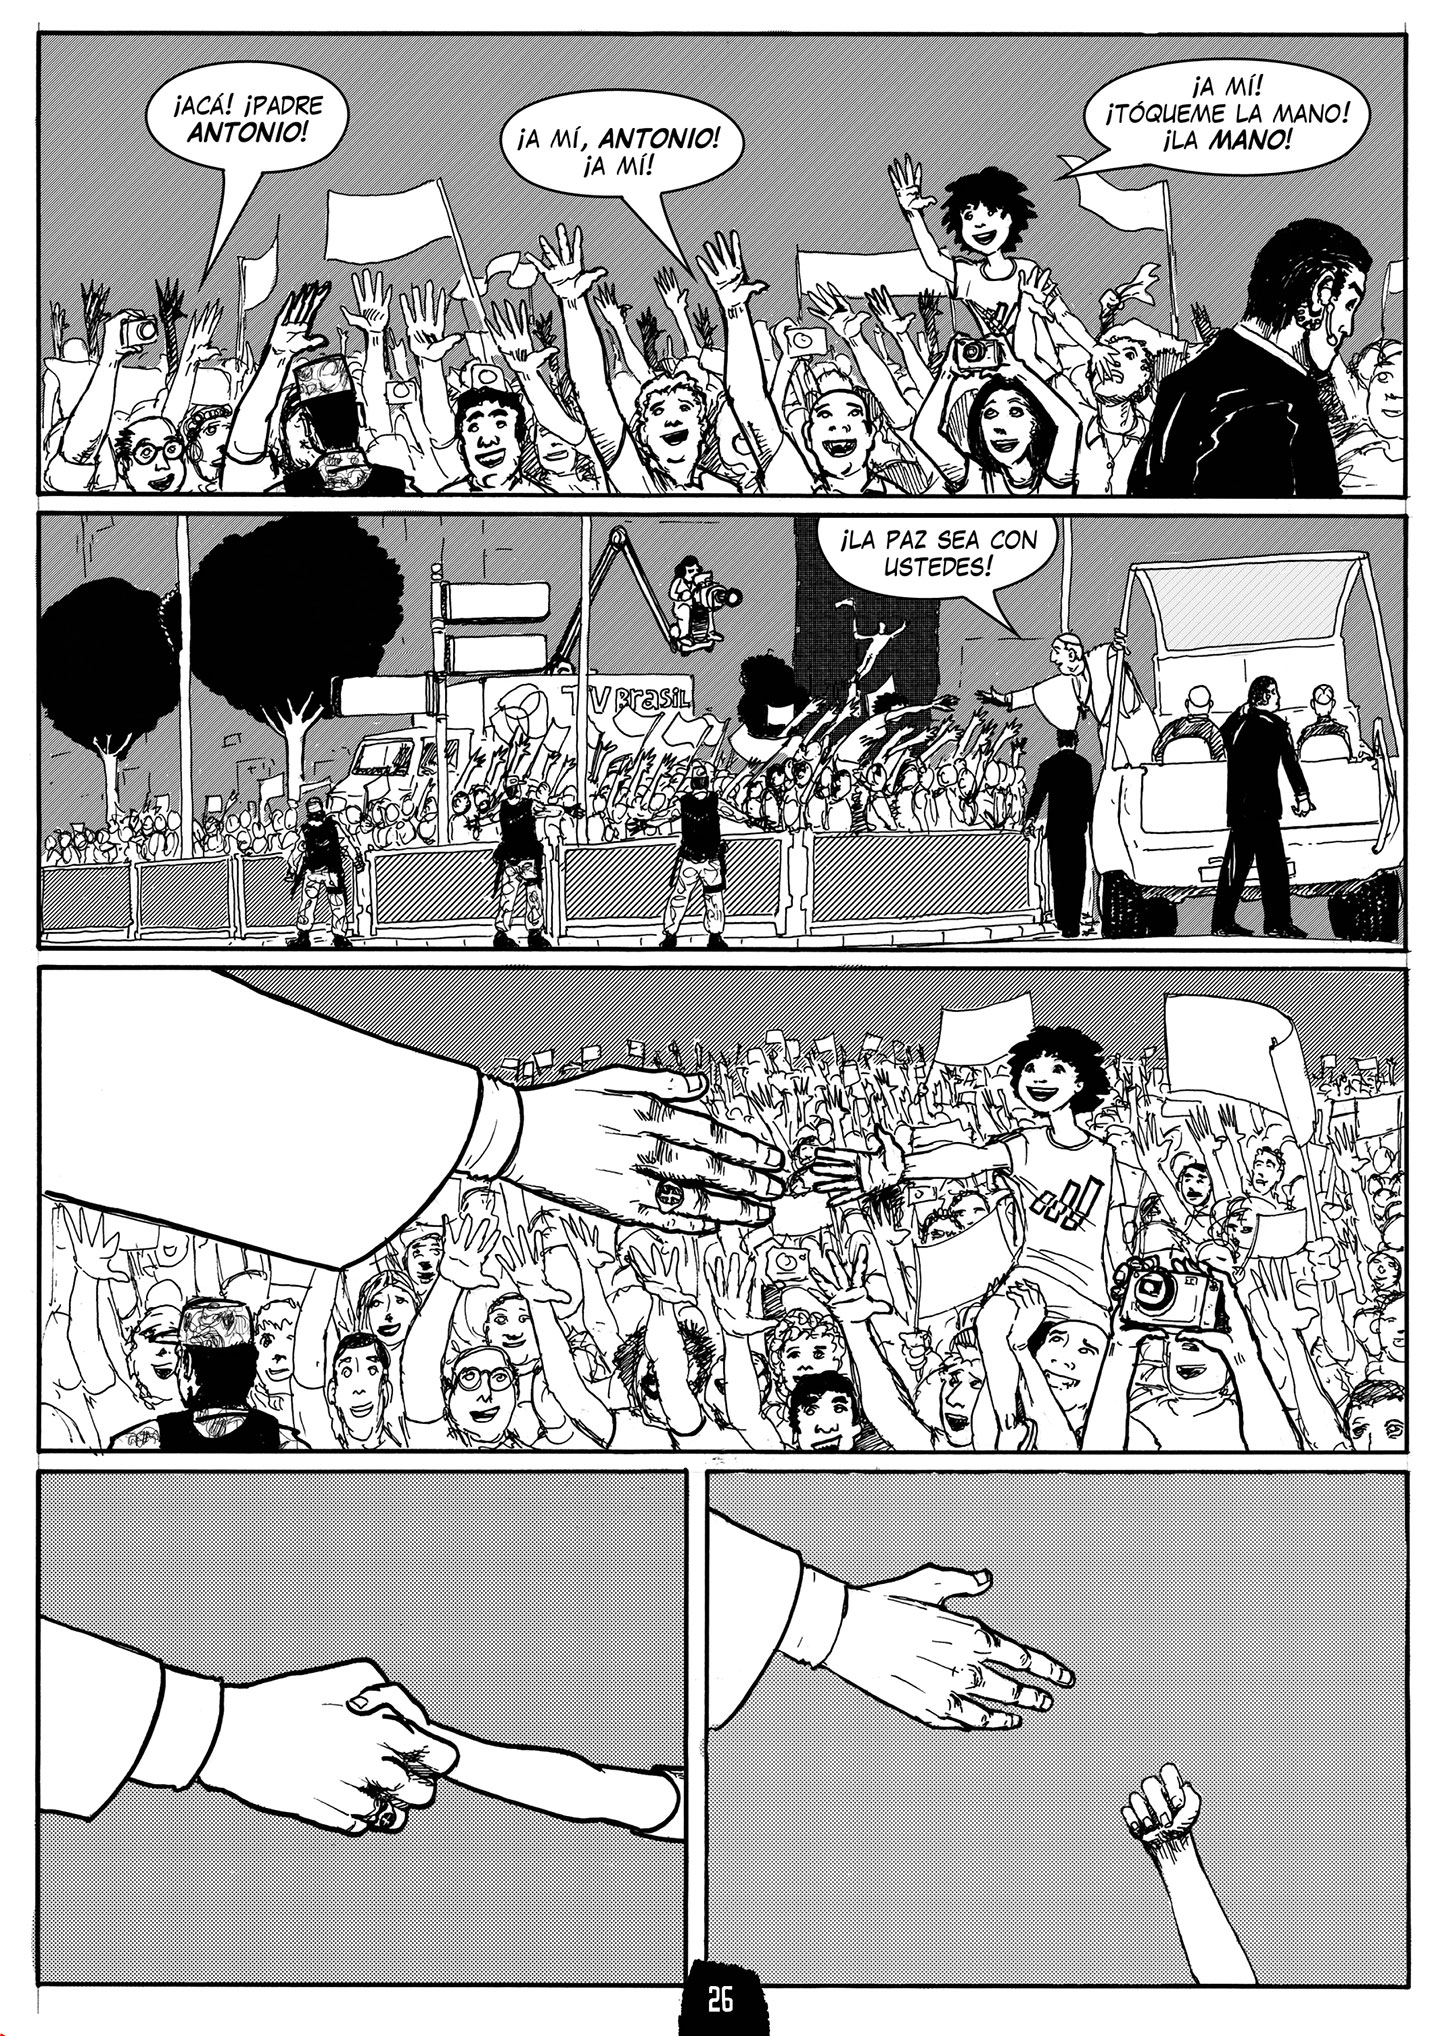 ¡ACÁ! ¡PADRE
ANTONIO!
¡A MÍ, ANTONIO!
¡A MÍ!
¡A MÍ!
¡TÓQUEME LA MANO!
¡LA MANO!
¡LA PAZ SEA CON
USTEDES!
TV BRASIL
26